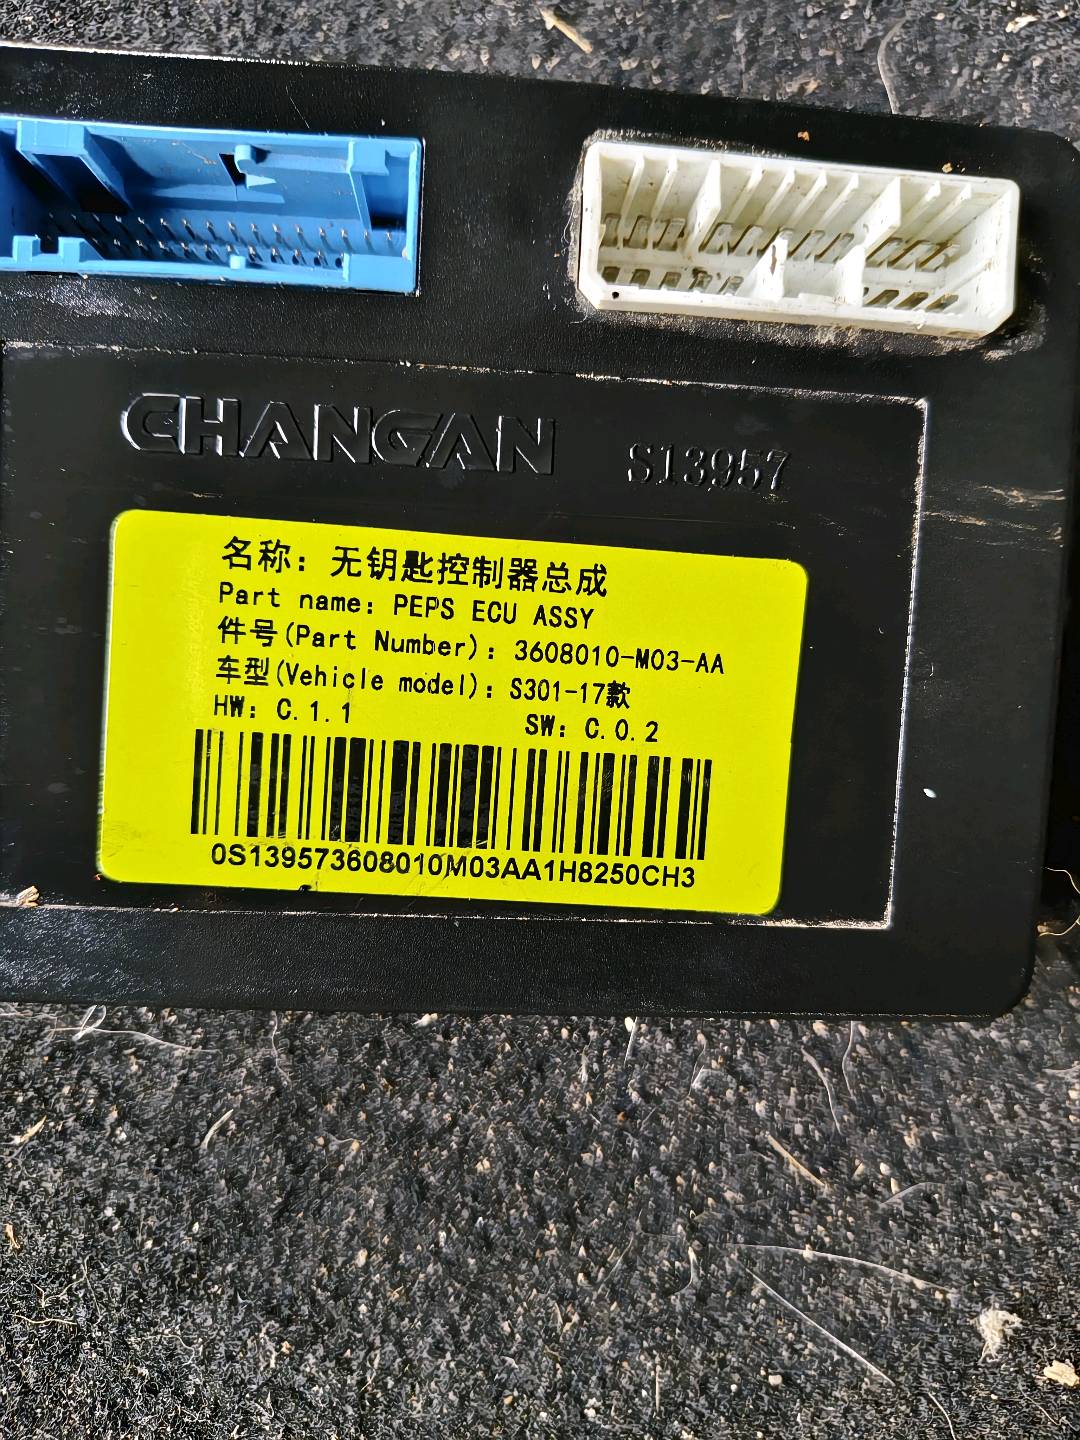 CHANGAN
S13957
名称：无钥匙控制器总成
Part name: PEPS ECU ASSY
件号(Part Number): 3608010-M03-AA
车型(Vehicle model): S301-17款
HW: C.1.1 SW: C.0.2
0S139573608010M03AA1H8250CH3